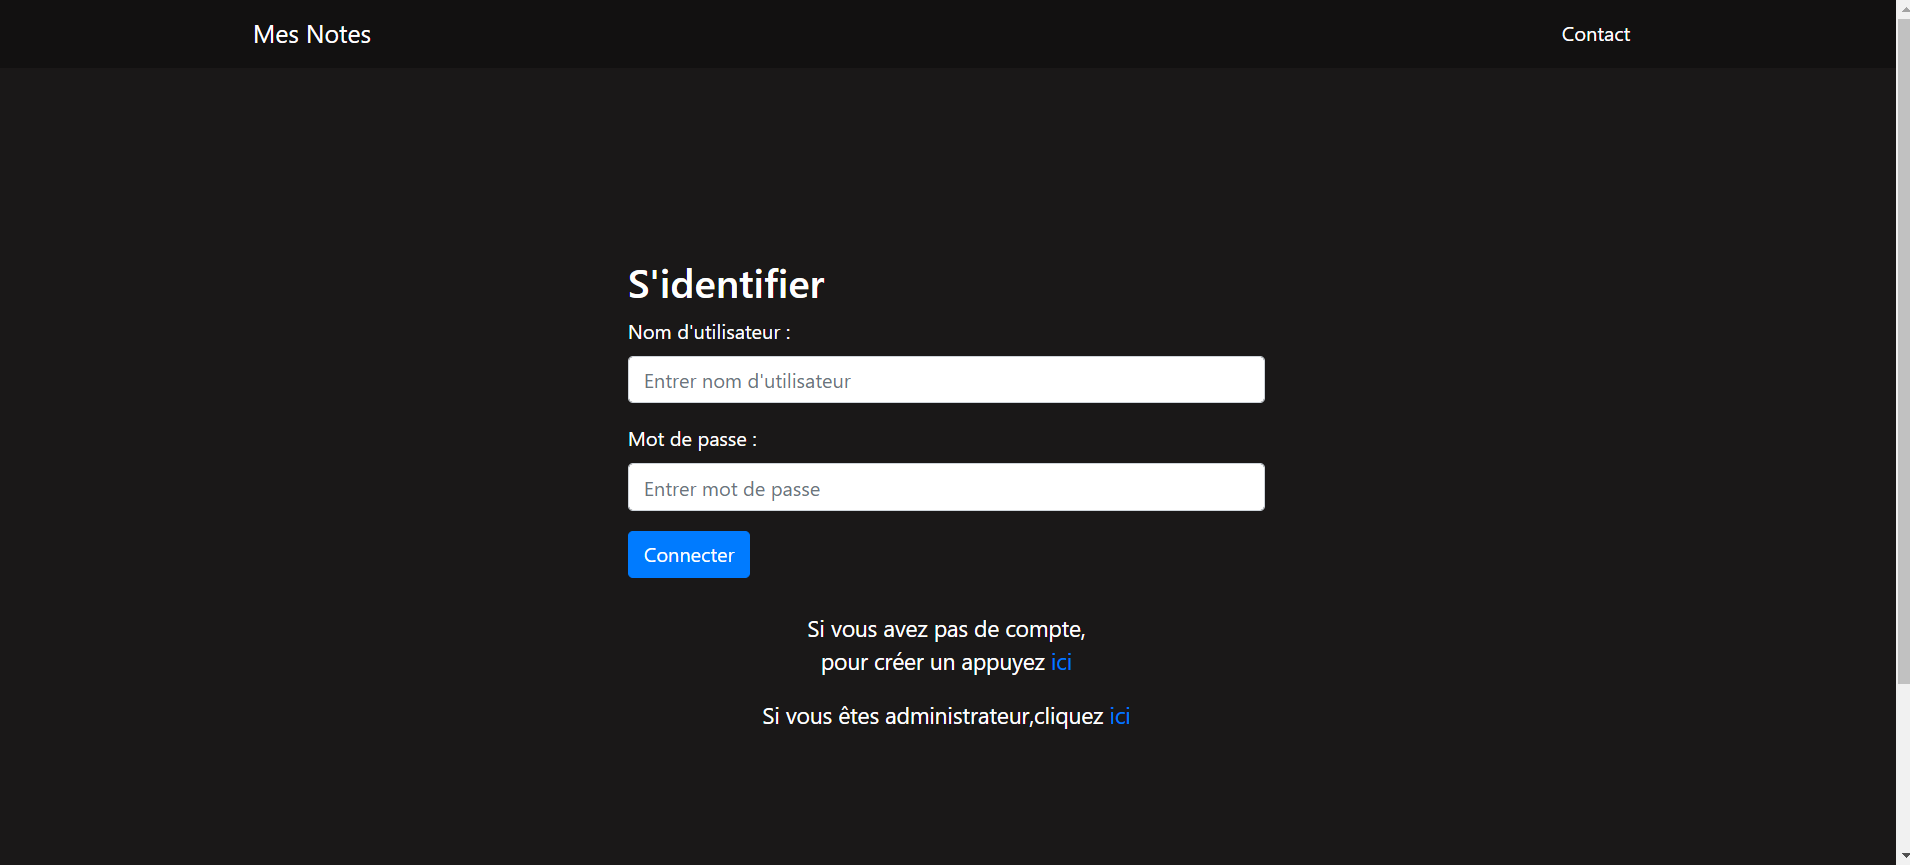 Mes Notes
Contact
S'identifier
Nom d'utilisateur :
Entrer nom d'utilisateur
Mot de passe :
Entrer mot de passe
Connecter
Si vous avez pas de compte,
pour créer un appuyez ici
Si vous êtes administrateur,cliquez ici